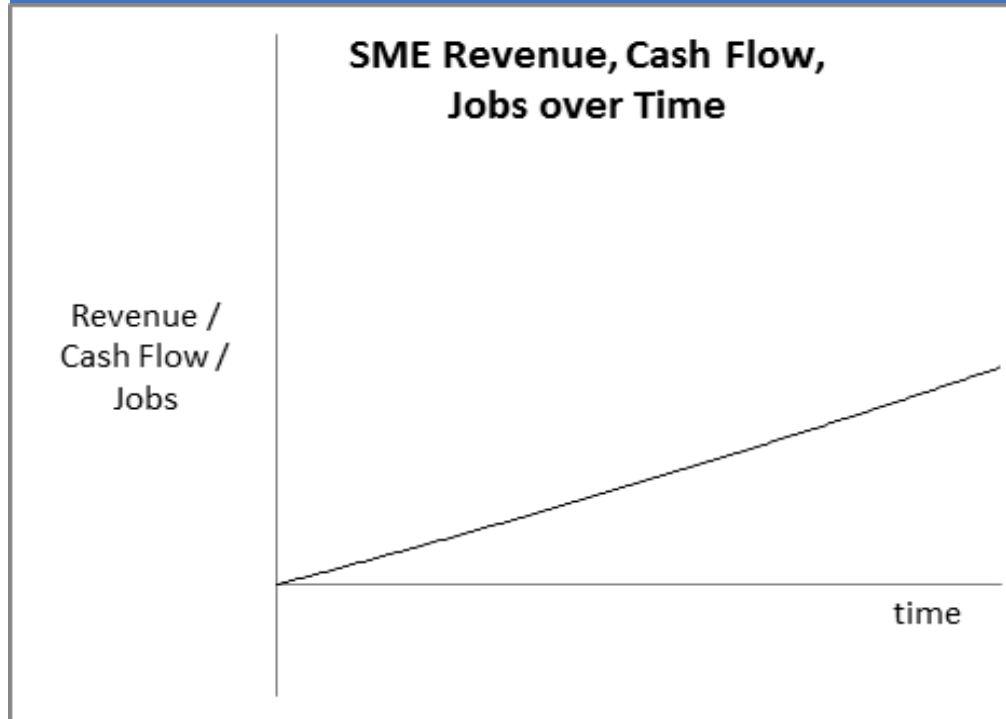 SME Revenue, Cash Flow,
Jobs over Time
Revenue /
Cash Flow /
Jobs
time